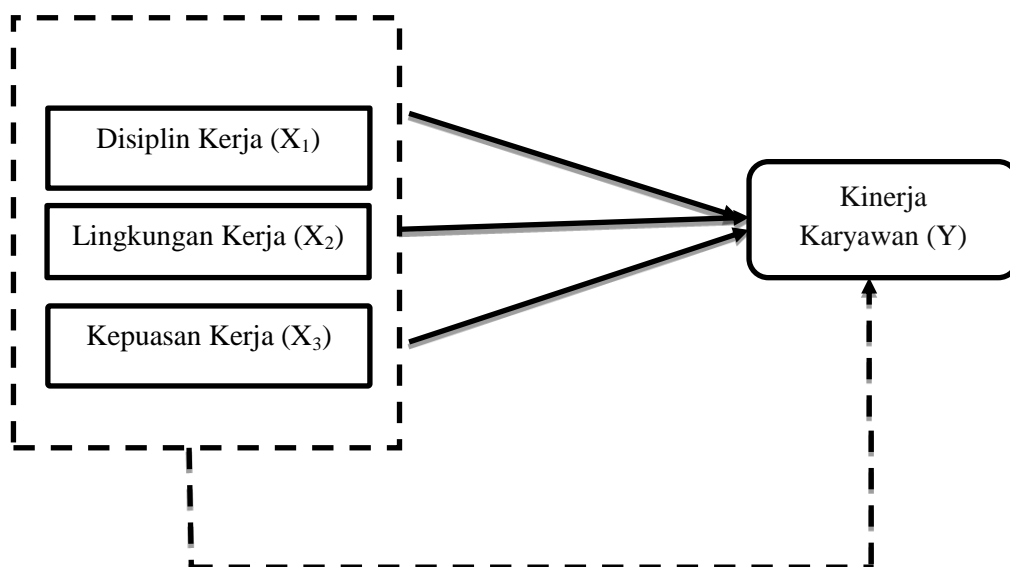 Disiplin Kerja (X₁)
Lingkungan Kerja (X₂)
Kepuasan Kerja (X₃)
Kinerja
Karyawan (Y)